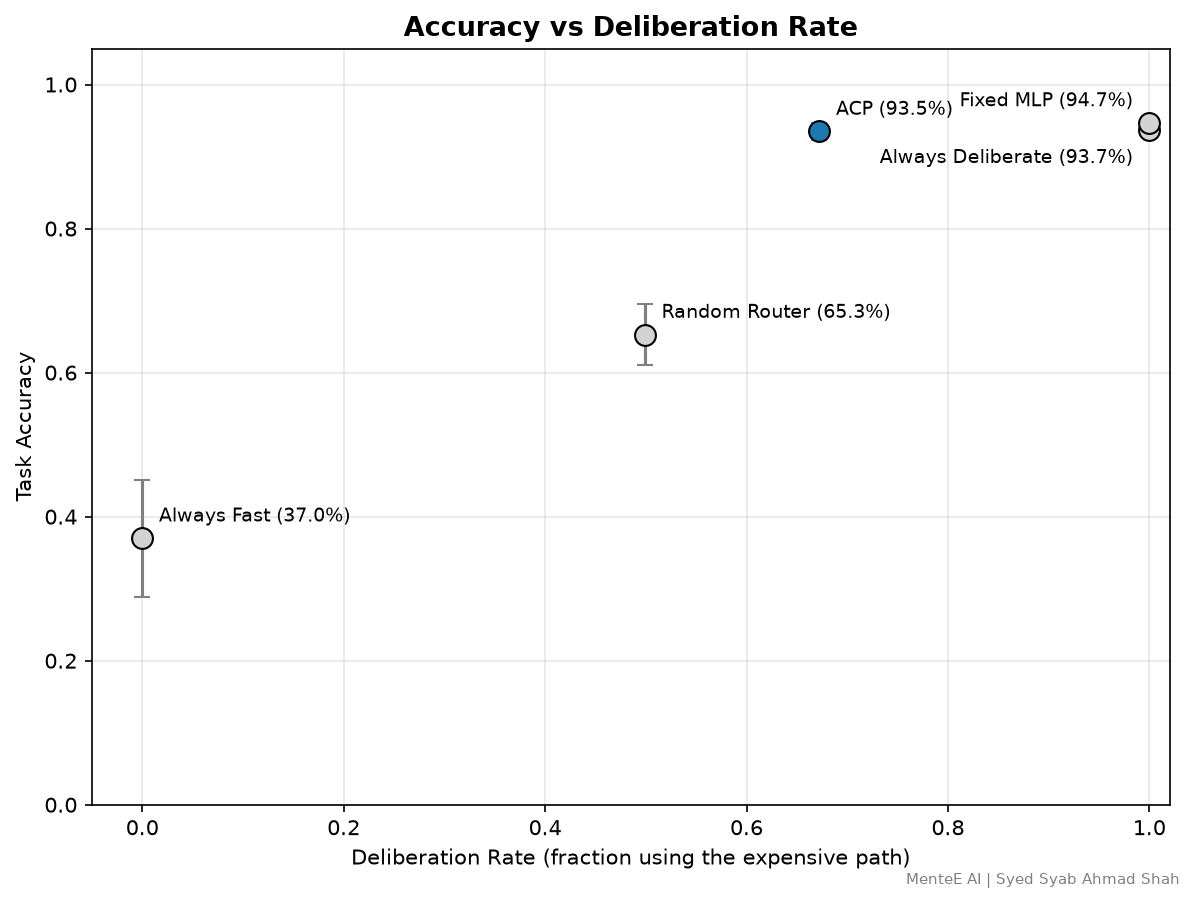 Accuracy vs Deliberation Rate
1.0
0.8
0.6
0.4
0.2
0.0
Task Accuracy
Fixed MLP (94.7%)
ACP (93.5%)
Always Deliberate (93.7%)
Random Router (65.3%)
Always Fast (37.0%)
0.0 0.2 0.4 0.6 0.8 1.0
Deliberation Rate (fraction using the expensive path)
MenteE AI | Syed Syab Ahmad Shah